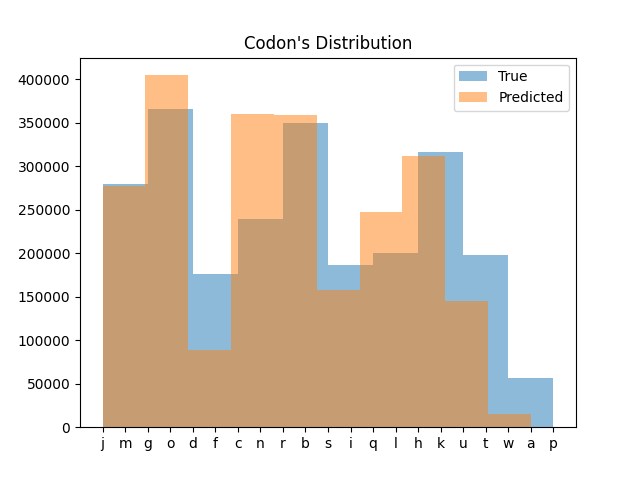 Codon's Distribution
True
Predicted
400000
350000
300000
250000
200000
150000
100000
50000
0
j m g o d f c n r b s i q l h k u t w a p